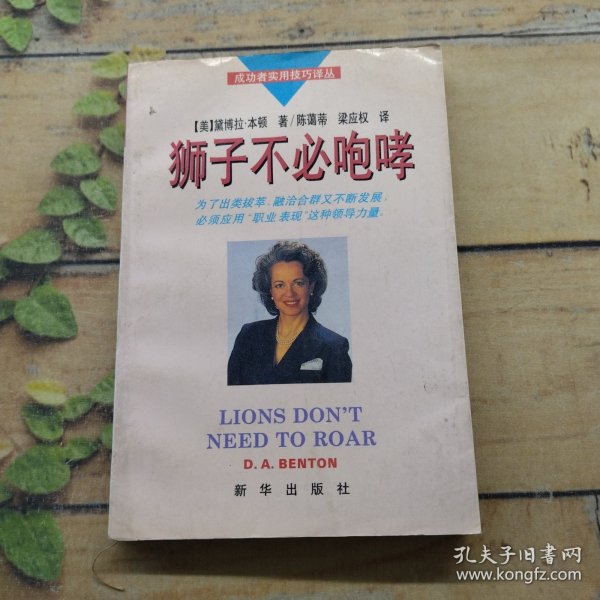 成功者实用技巧译丛
【美】黛博拉·本顿 著/陈蔼蒂 梁应权 译
狮子不必咆哮
为了出类拔萃，融洽合群又不断发展，
必须应用“职业表现”这种领导力量。
LIONS DON'T
NEED TO ROAR
D. A. BENTON
新华出版社
孔夫子旧书网
www.kongfz.com